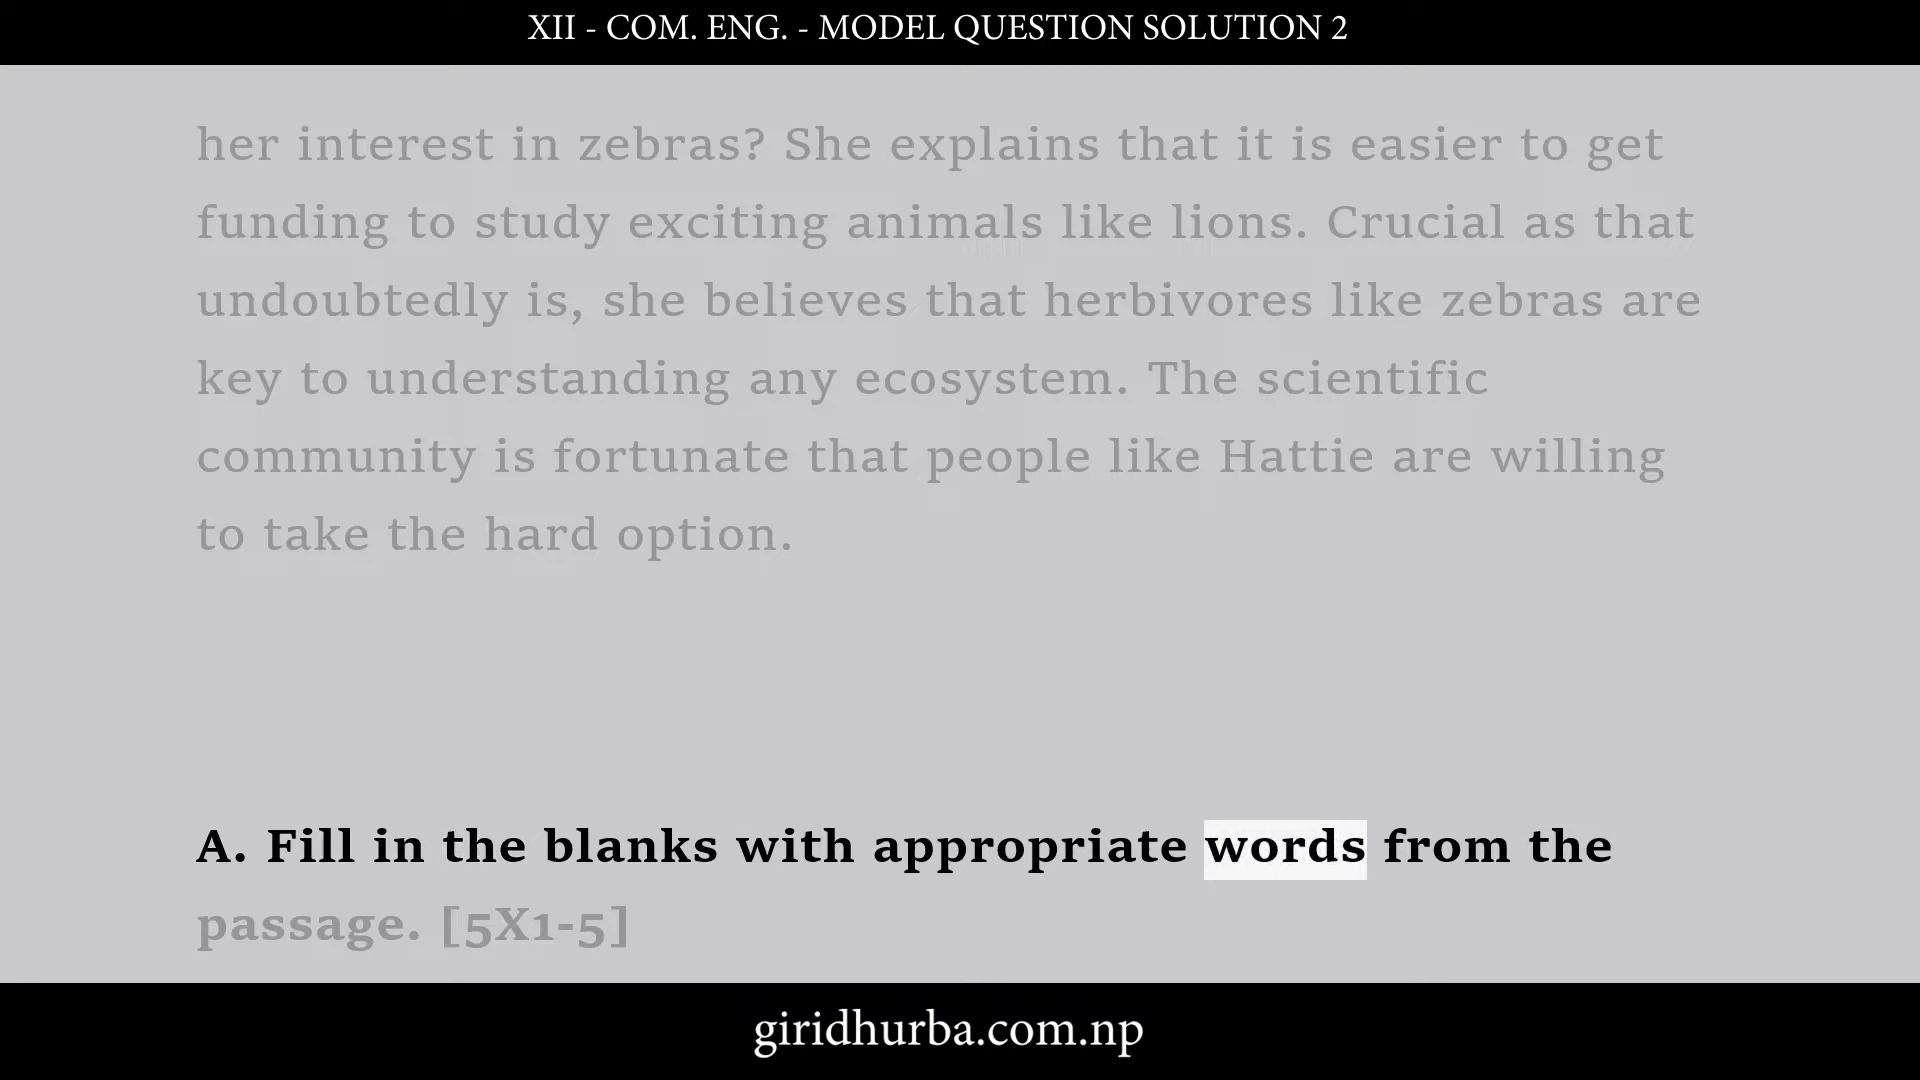 XII - COM. ENG. - MODEL QUESTION SOLUTION 2
her interest in zebras? She explains that it is easier to get
funding to study exciting animals like lions. Crucial as that
undoubtedly is, she believes that herbivores like zebras are
key to understanding any ecosystem. The scientific
community is fortunate that people like Hattie are willing
to take the hard option.
A. Fill in the blanks with appropriate words from the
passage. [5X1-5]
giridhurba.com.np